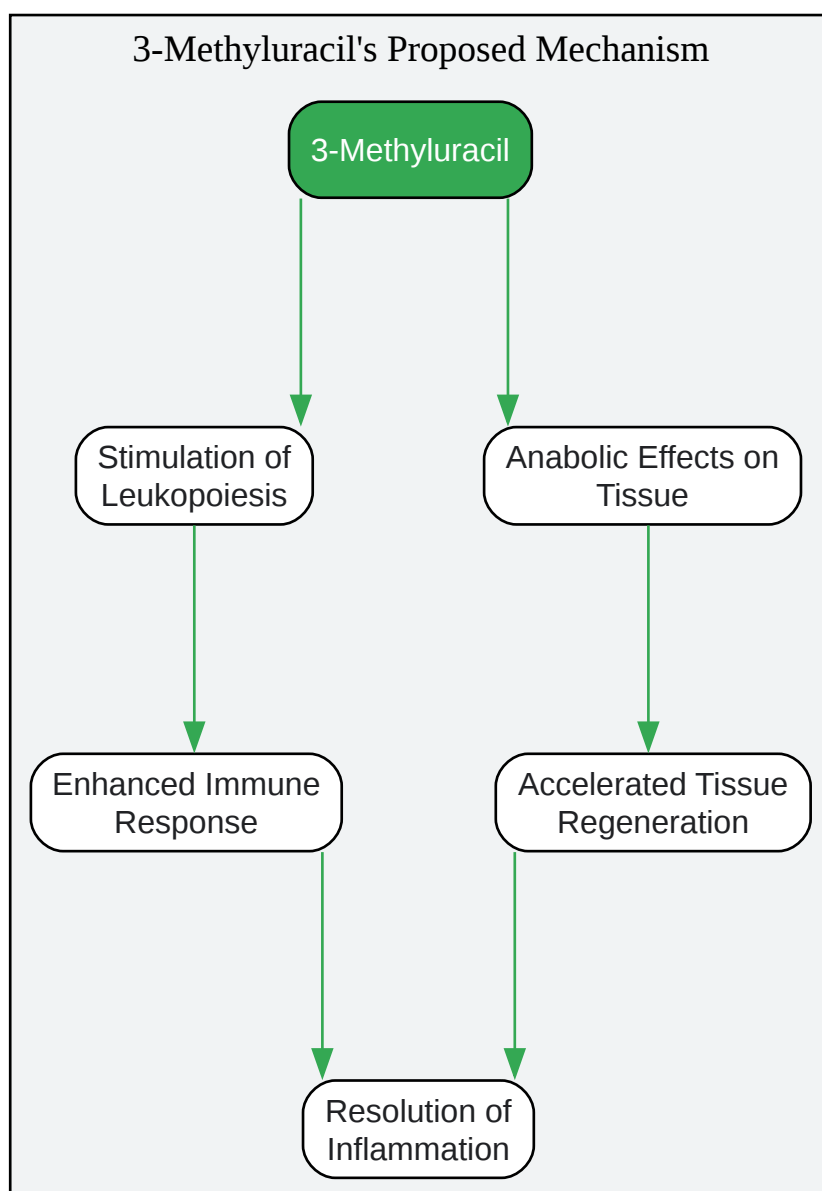 3-Methyluracil's Proposed Mechanism
3-Methyluracil
Stimulation of
Leukopoiesis
Anabolic Effects on
Tissue
Enhanced Immune
Response
Accelerated Tissue
Regeneration
Resolution of
Inflammation